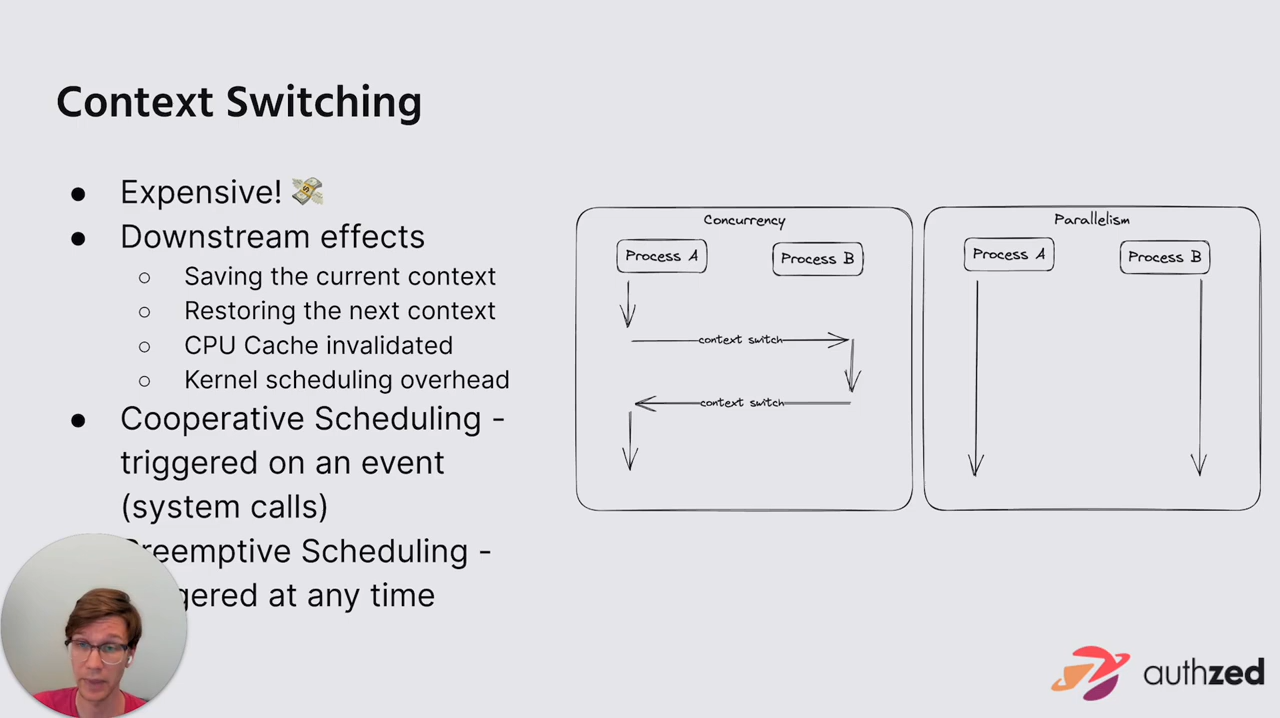 Context Switching
● Expensive! 💸
● Downstream effects
○ Saving the current context
○ Restoring the next context
○ CPU Cache invalidated
○ Kernel scheduling overhead
● Cooperative Scheduling -
triggered on an event
(system calls)
Preemptive Scheduling -
at any time
Concurrency
Process A
Process B
context switch
context switch
Parallelism
Process A
Process B
authzed